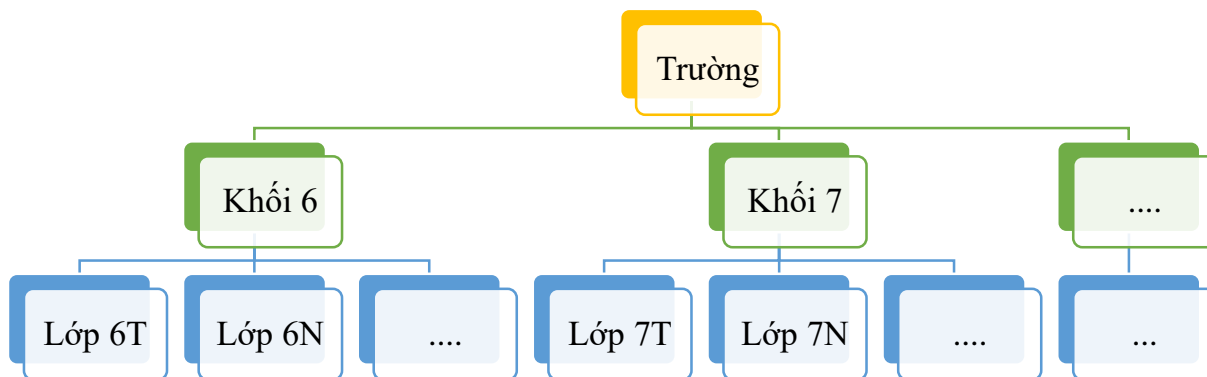 Trường
Khối 6
Khối 7
....
Lớp 6T
Lớp 6N
....
Lớp 7T
Lớp 7N
....
...